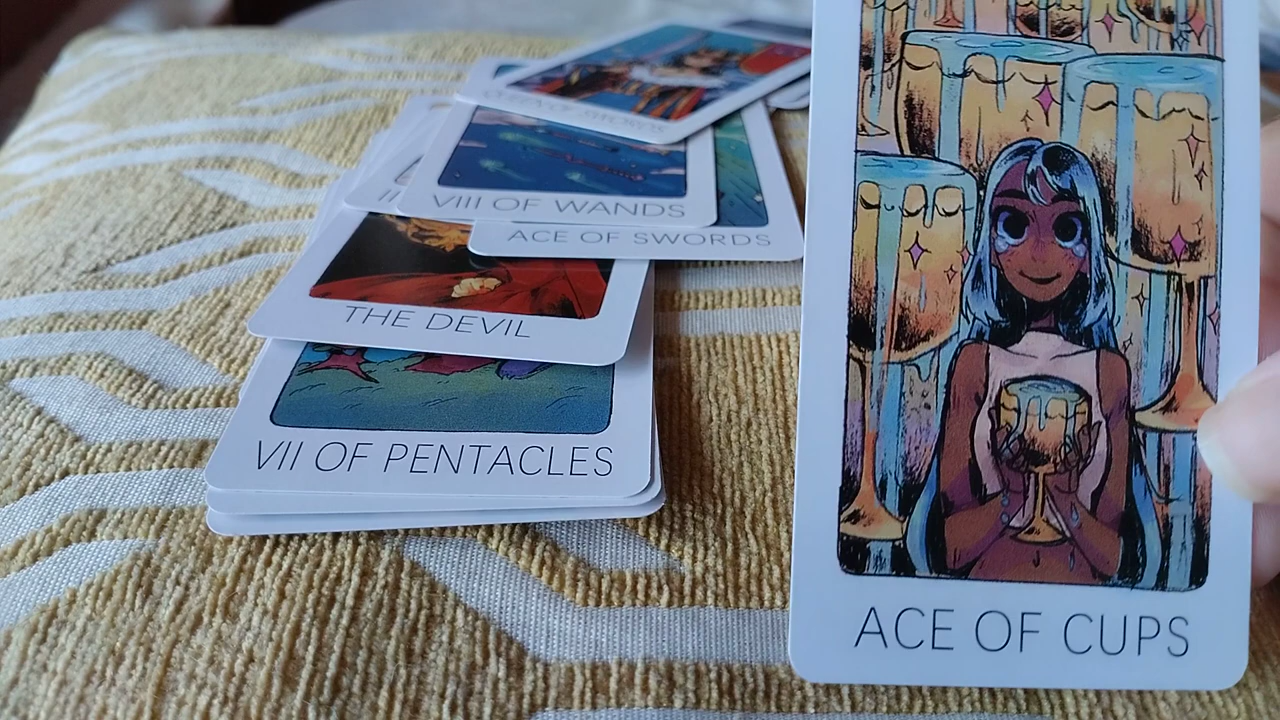 VIII OF WANDS
ACE OF SWORDS
THE DEVIL
VII OF PENTACLES
ACE OF CUPS